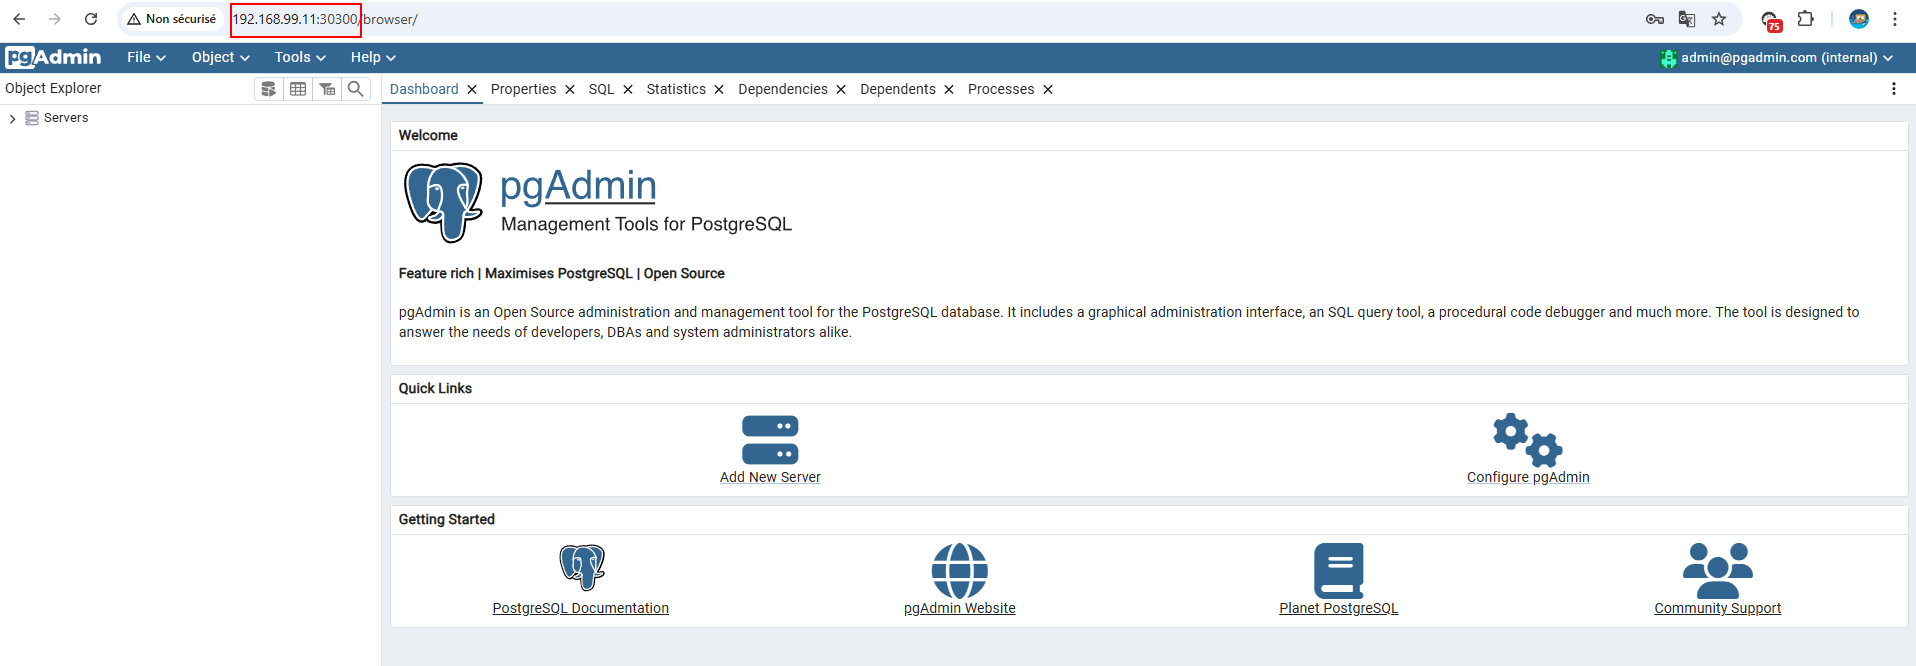 Non sécurisé 192.168.99.11:30300/browser/
75
pgAdmin File Object Tools Help admin@pgadmin.com (internal)
Object Explorer Dashboard Properties SQL Statistics Dependencies Dependents Processes
Servers
Welcome
pgAdmin
Management Tools for PostgreSQL
Feature rich | Maximises PostgreSQL | Open Source
pgAdmin is an Open Source administration and management tool for the PostgreSQL database. It includes a graphical administration interface, an SQL query tool, a procedural code debugger and much more. The tool is designed to
answer the needs of developers, DBAs and system administrators alike.
Quick Links
Add New Server Configure pgAdmin
Getting Started
PostgreSQL Documentation pgAdmin Website Planet PostgreSQL Community Support